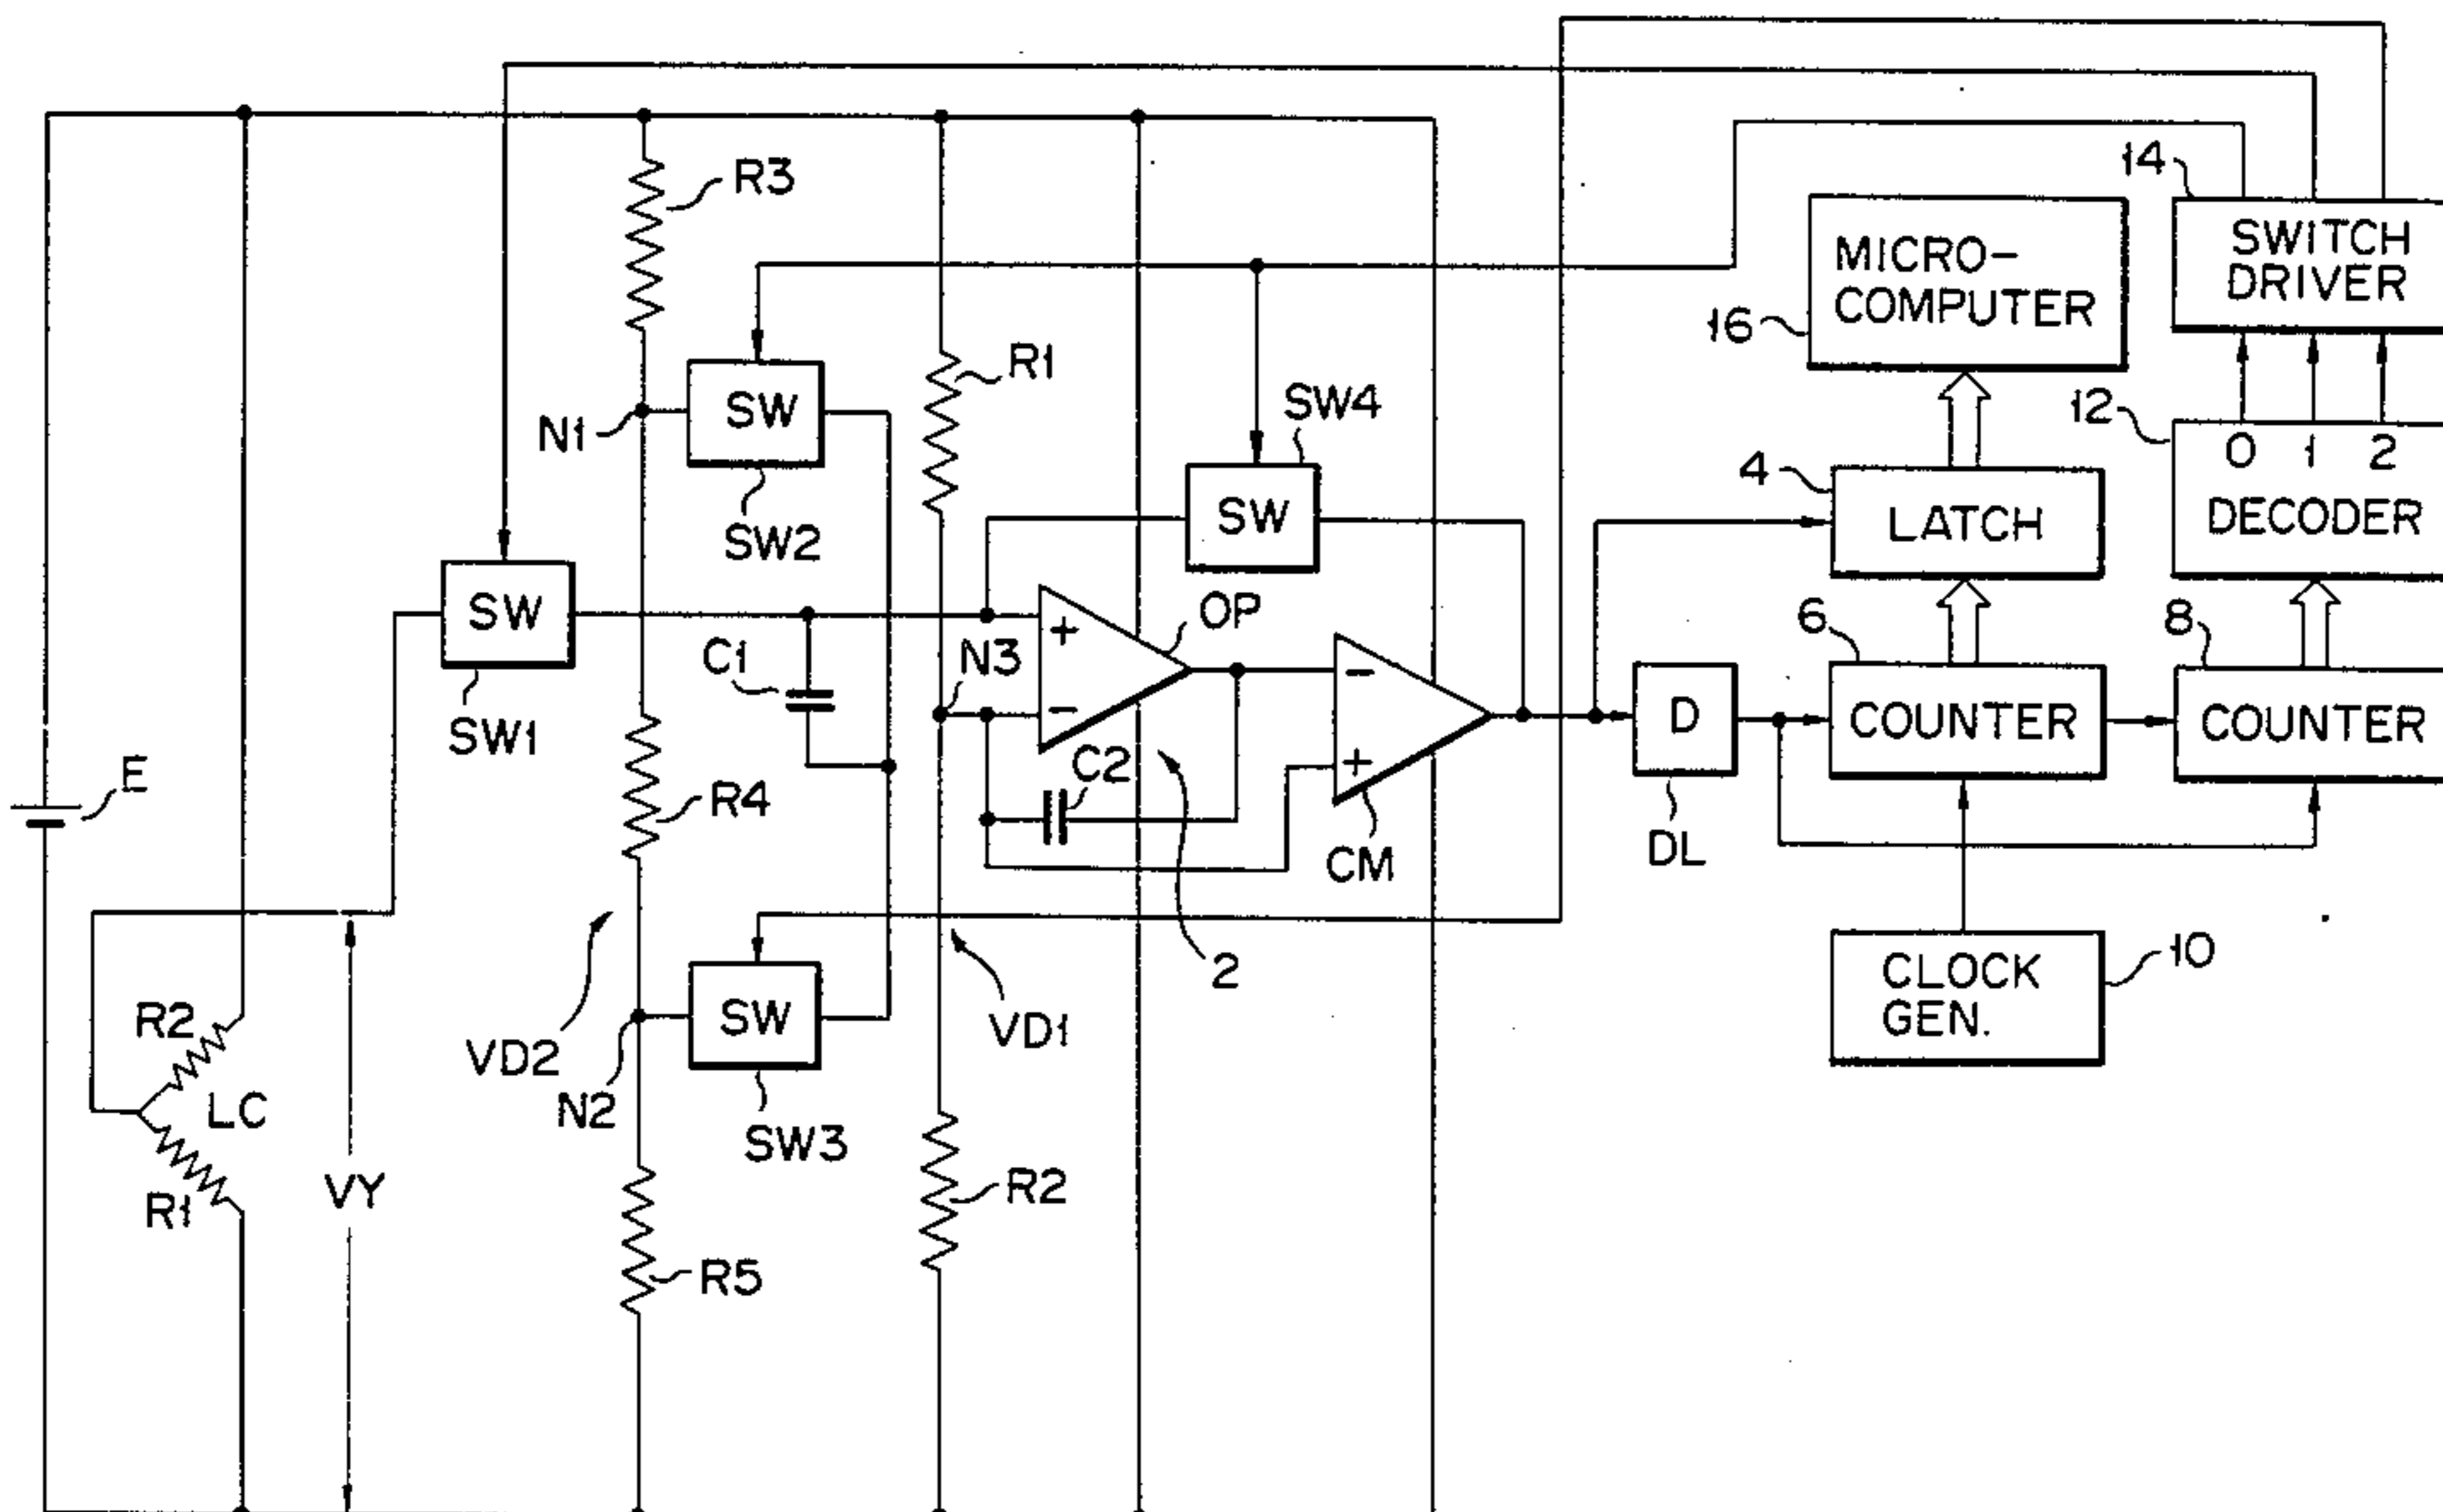 14
R3
SWITCH
DRIVER
MICRO-
COMPUTER
16
R1
SW
SW4
N1
12
0 1 2
4
SW
DECODER
LATCH
SW2
SW
OP
+
6
8
C1
N3
−
−
D
COUNTER
COUNTER
SW1
E
C2
+
R4
DL
CM
2
CLOCK
GEN.
10
R2
SW
VD1
VD2
LC
N2
SW3
VY
R1
R2
R5